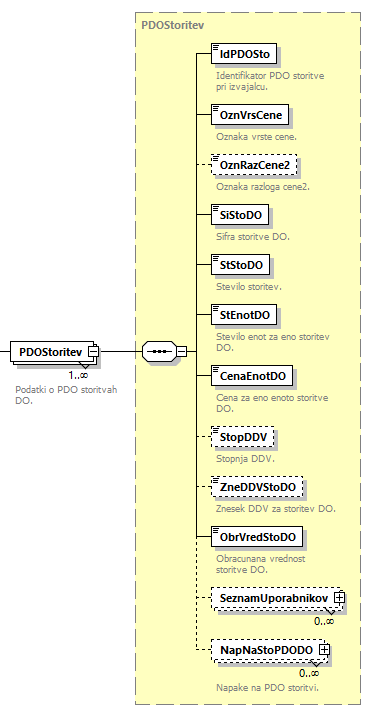 PDOStoritev
IdPDOSto
Identifikator PDO storitve
pri izvajalcu.
OznVrsCene
Oznaka vrste cene.
OznRazCene2
Oznaka razloga cene2.
SiStoDO
Sifra storitve DO.
StStoDO
Stevilo storitev.
StEnotDO
Stevilo enot za eno storitev
DO.
PDOStoritev
1..∞
Podatki o PDO storitvah
DO.
CenaEnotDO
Cena za eno enoto storitve
DO.
StopDDV
Stopnja DDV.
ZneDDVStoDO
Znesek DDV za storitev DO.
ObrVredStoDO
Obracunana vrednost
storitve DO.
SeznamUporabnikov
0..∞
NapNaStoPDODO
0..∞
Napake na PDO storitvi.